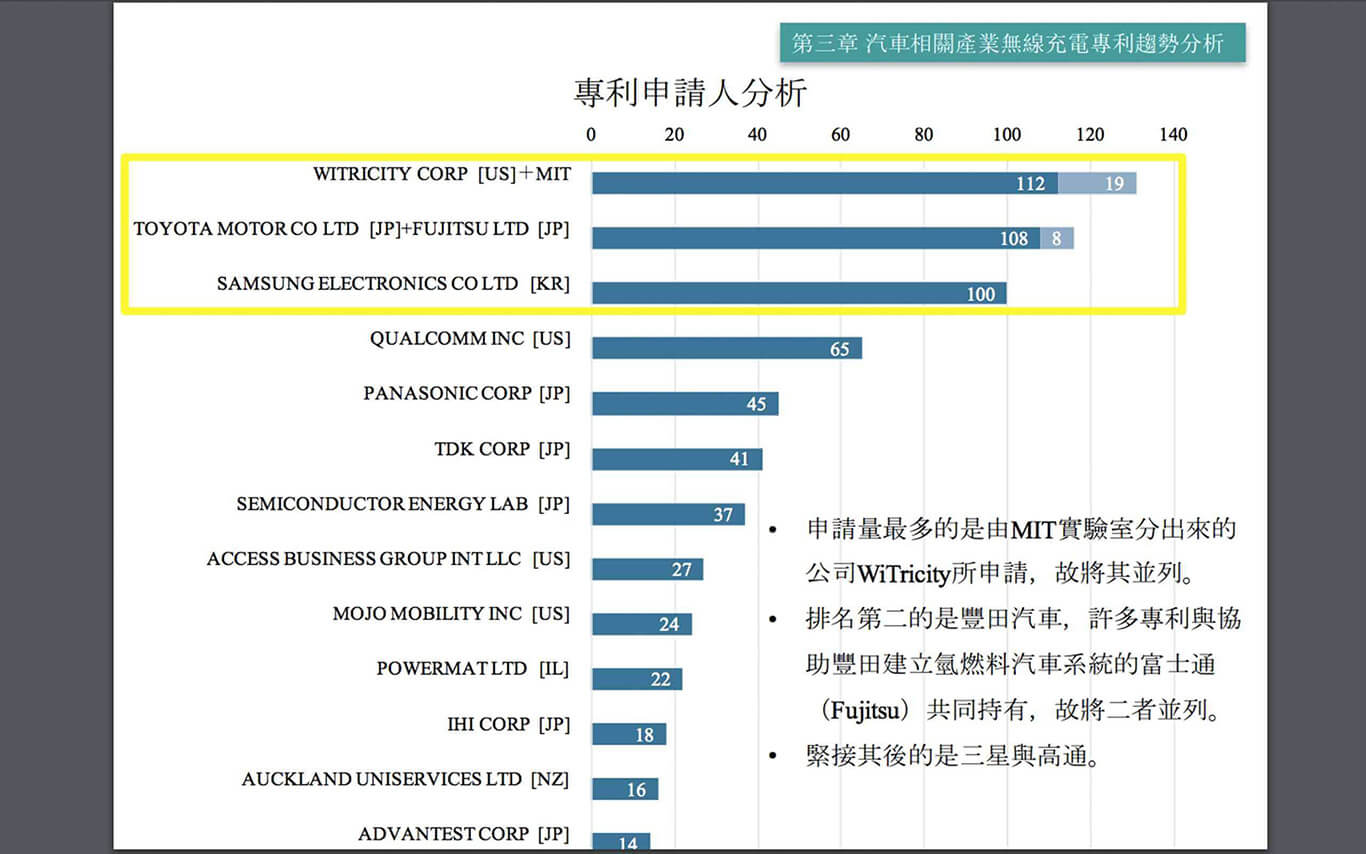 第三章 汽車相關產業無線充電專利趨勢分析
專利申請人分析
0 20 40 60 80 100 120 140
WITRICITY CORP [US]+MIT 112 19
TOYOTA MOTOR CO LTD [JP]+FUJITSU LTD [JP] 108 8
SAMSUNG ELECTRONICS CO LTD [KR] 100
QUALCOMM INC [US] 65
PANASONIC CORP [JP] 45
TDK CORP [JP] 41
SEMICONDUCTOR ENERGY LAB [JP] 37
ACCESS BUSINESS GROUP INT LLC [US] 27
MOJO MOBILITY INC [US] 24
POWERMAT LTD [IL] 22
IHI CORP [JP] 18
AUCKLAND UNISERVICES LTD [NZ] 16
ADVANTEST CORP [JP] 14
• 申請量最多的是由MIT實驗室分出來的
公司WiTricity所申請，故將其並列。
• 排名第二的是豐田汽車，許多專利與協
助豐田建立氫燃料汽車系統的富士通
（Fujitsu）共同持有，故將二者並列。
• 緊接其後的是三星與高通。